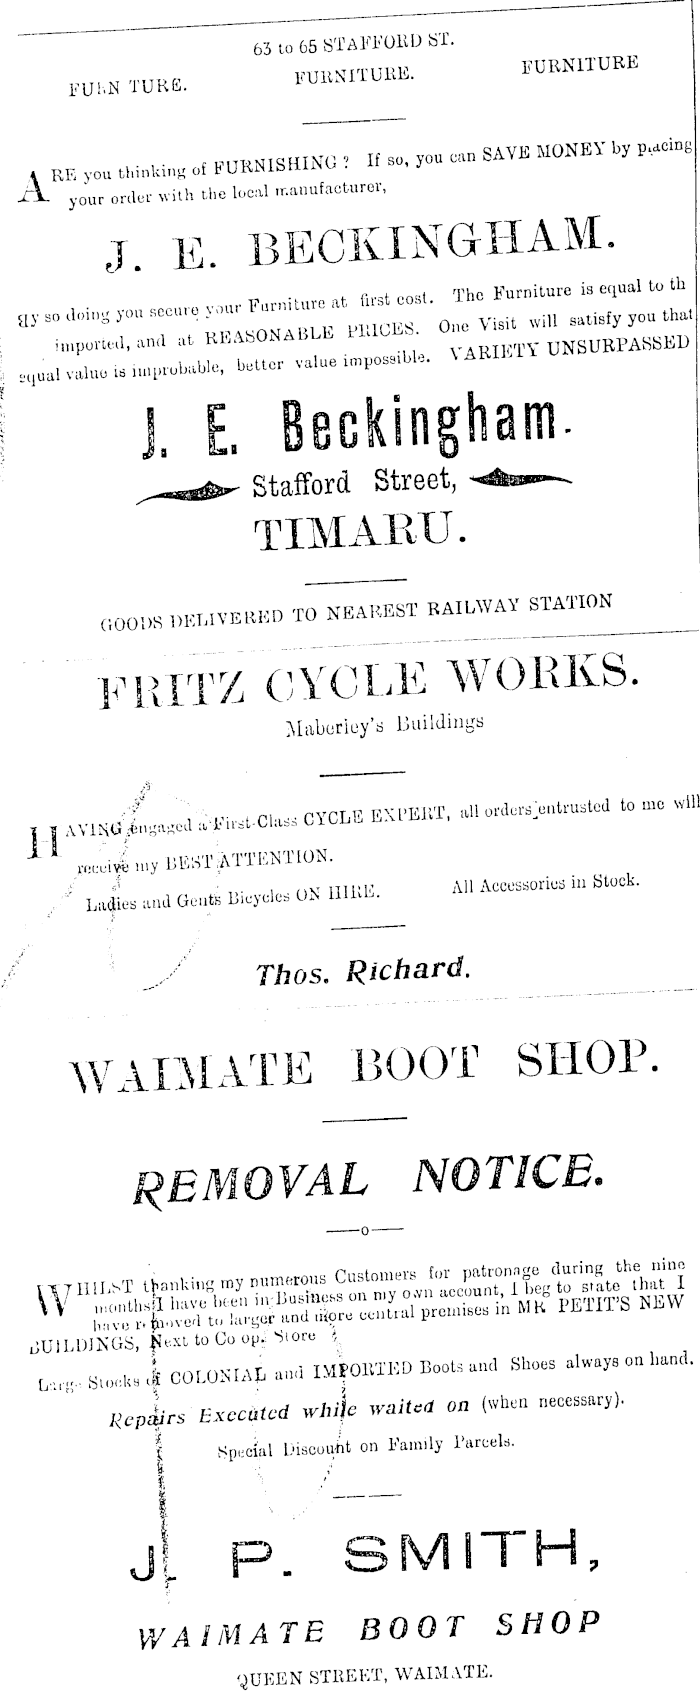 63 to 65 STAFFORD ST.
FURNITURE. FURNITURE. FURNITURE
ARE you thinking of FURNISHING? If so, you can SAVE MONEY by placing
your order with the local manufacturer,
J. E. BECKINGHAM.
By so doing you secure your Furniture at first cost. The Furniture is equal to th
imported, and at REASONABLE PRICES. One Visit will satisfy you that
equal value is improbable, better value impossible. VARIETY UNSURPASSED
J. E. Beckingham.
Stafford Street,
TIMARU.
GOODS DELIVERED TO NEAREST RAILWAY STATION
FRITZ CYCLE WORKS.
Maberley's Buildings
HAVING engaged a First-Class CYCLE EXPERT, all orders entrusted to me will
receive my BEST ATTENTION.
Ladies and Gents Bicycles ON HIRE. All Accessories in Stock.
Thos. Richard.
WAIMATE BOOT SHOP.
REMOVAL NOTICE.
—o—
WHILST thanking my numerous Customers for patronage during the nine
months I have been in Business on my own account, I beg to state that I
have removed to larger and more central premises in MR PETIT'S NEW
BUILDINGS, Next to Co op. Store
Large Stocks of COLONIAL and IMPORTED Boots and Shoes always on hand.
Repairs Executed while waited on (when necessary).
Special Discount on Family Parcels.
J. P. SMITH,
WAIMATE BOOT SHOP
QUEEN STREET, WAIMATE.